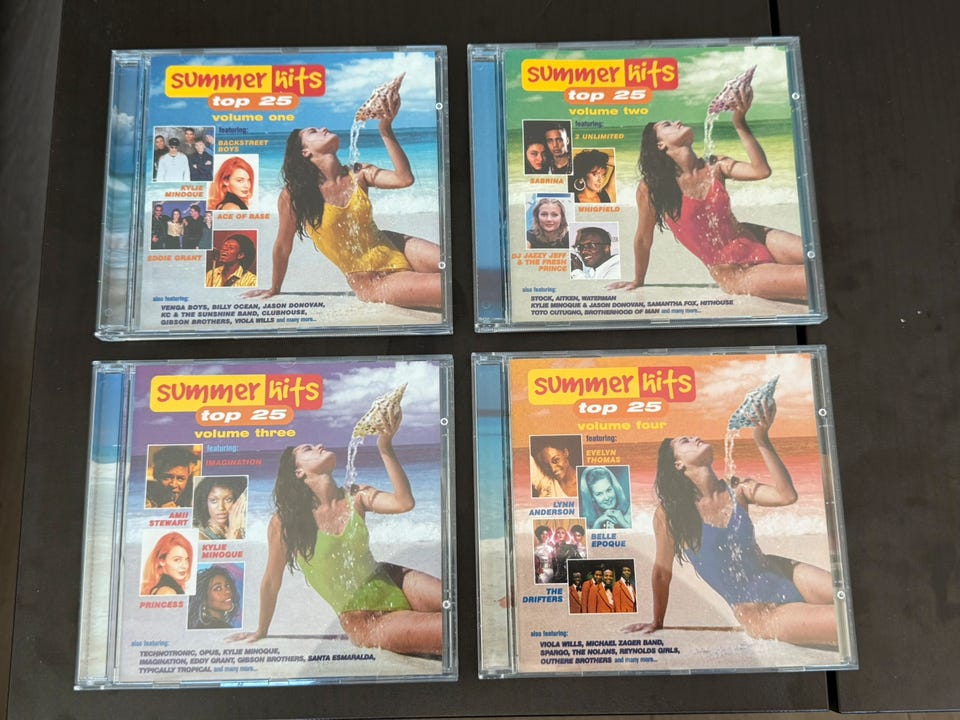 summer hits
top 25
volume one
featuring:
BACKSTREET
BOYS
KYLIE
MINOGUE
ACE OF BASE
EDDIE GRANT
also featuring:
VENGA BOYS, BILLY OCEAN, JASON DONOVAN,
KC & THE SUNSHINE BAND, CLUBHOUSE,
GIBSON BROTHERS, VIOLA WILLS and many more...
summer hits
top 25
volume two
featuring:
2 UNLIMITED
SABRINA
WHIGFIELD
DJ JAZZY JEFF
& THE FRESH
PRINCE
also featuring:
STOCK, AITKEN, WATERMAN
KYLIE MINOGUE & JASON DONOVAN, SAMANTHA FOX, HITHOUSE
TOTO CUTUGNO, BROTHERHOOD OF MAN and many more...
summer hits
top 25
volume three
featuring:
IMAGINATION
AMII
STEWART
KYLIE
MINOGUE
PRINCESS
also featuring:
TECHNOTRONIC, OPUS, KYLIE MINOGUE,
IMAGINATION, EDDY GRANT, GIBSON BROTHERS, SANTA ESMARALDA,
TYPICALLY TROPICAL and many more...
summer hits
top 25
volume four
featuring:
EVELYN
THOMAS
LYNN
ANDERSON
BELLE
EPOQUE
THE
DRIFTERS
also featuring:
VIOLA WILLS, MICHAEL ZAGER BAND,
SPARGO, THE NOLANS, REYNOLDS GIRLS,
OUTHERE BROTHERS and many more...